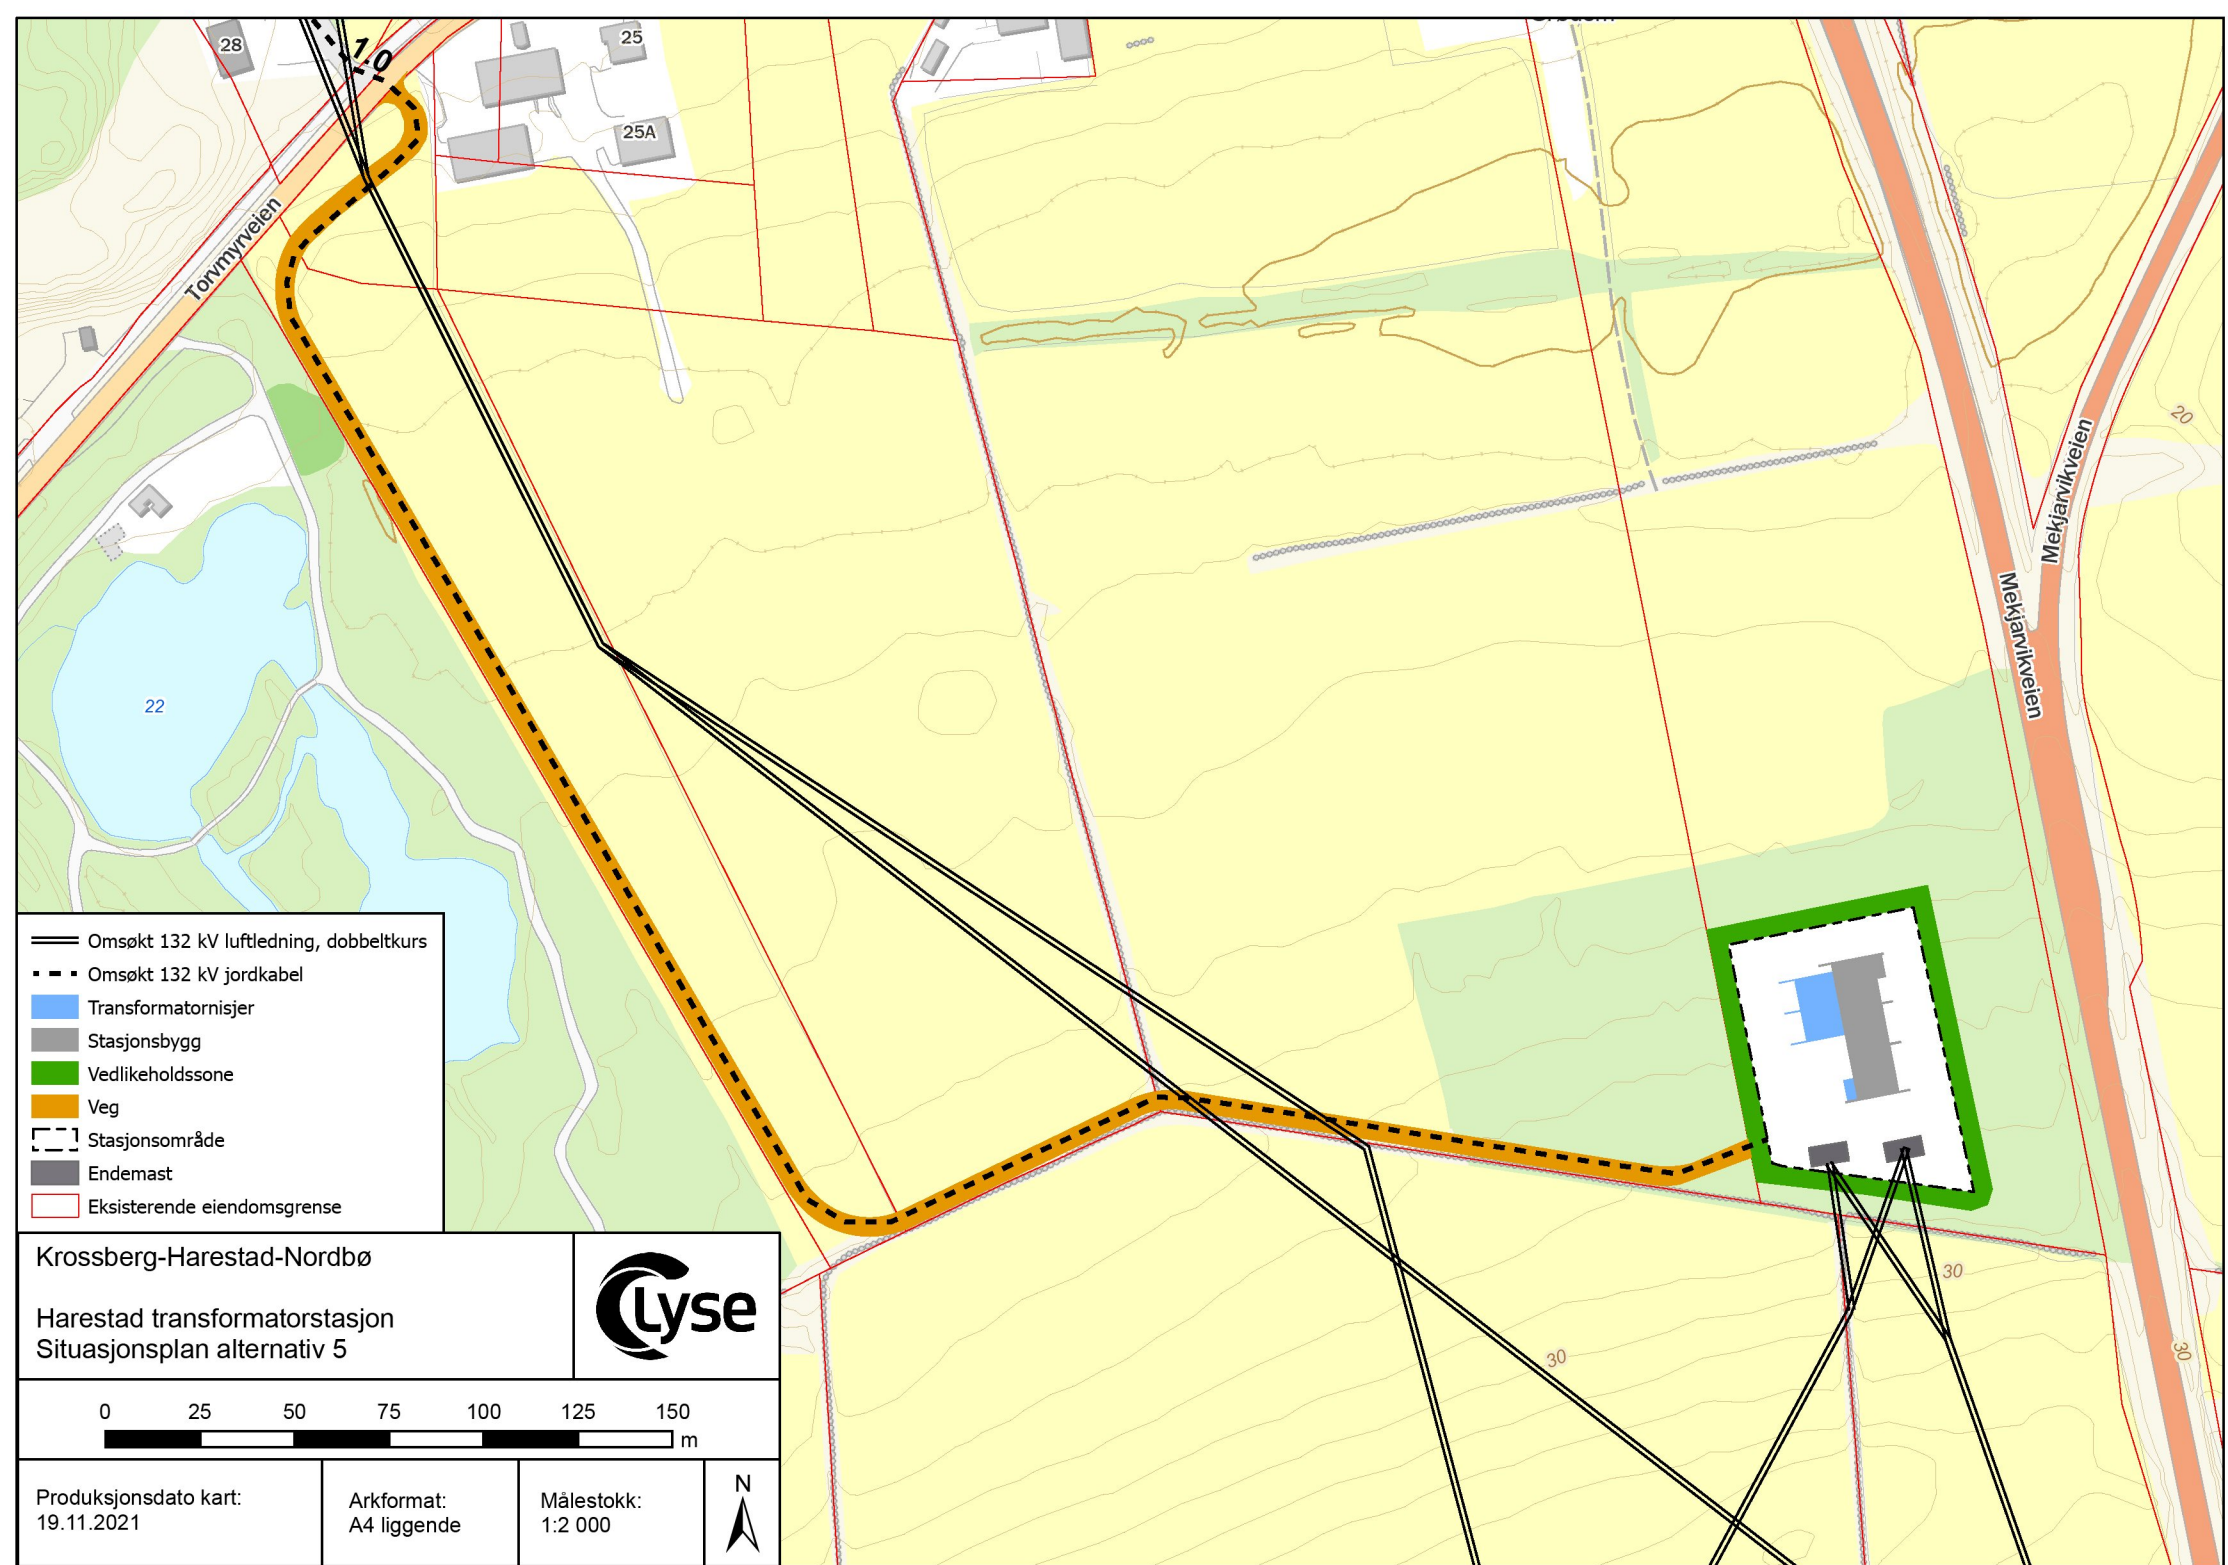 28
1.0
25
25A
Torvmyrveien
Mekjarvikveien
Mekjarvikveien
20
22
30
30
30
Omsøkt 132 kV luftledning, dobbeltkurs
Omsøkt 132 kV jordkabel
Transformatornisjer
Stasjonsbygg
Vedlikeholdssone
Veg
Stasjonsområde
Endemast
Eksisterende eiendomsgrense
Krossberg-Harestad-Nordbø
Harestad transformatorstasjon
Situasjonsplan alternativ 5
Lyse
0 25 50 75 100 125 150
m
Produksjonsdato kart:
19.11.2021
Arkformat:
A4 liggende
Målestokk:
1:2 000
N